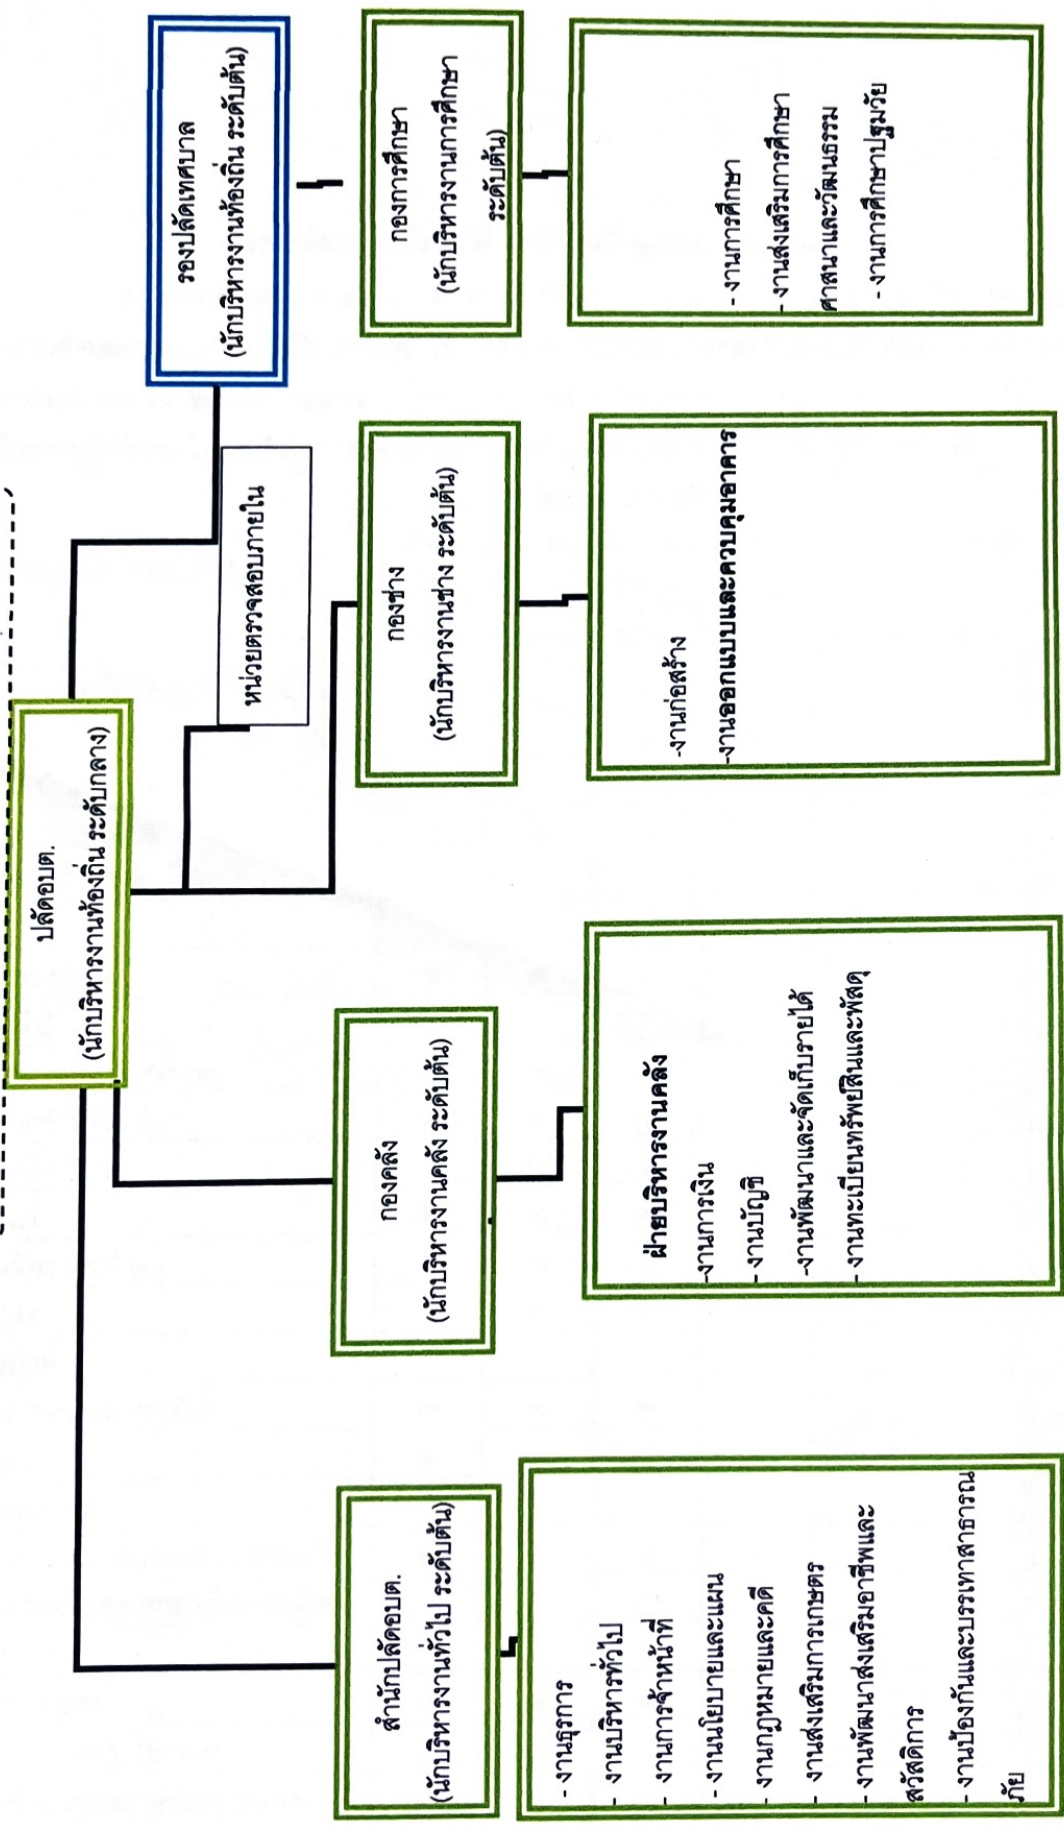 ปลัดอบต.
(นักบริหารงานท้องถิ่น ระดับกลาง)
รองปลัดเทศบาล
(นักบริหารงานท้องถิ่น ระดับต้น)
หน่วยตรวจสอบภายใน
สำนักปลัดอบต.
(นักบริหารงานทั่วไป ระดับต้น)
- งานธุรการ
- งานบริหารทั่วไป
- งานการจ้าหน้าที่
- งานนโยบายและแผน
- งานกฎหมายและคดี
- งานส่งเสริมการเกษตร
- งานพัฒนาส่งเสริมอาชีพและ
สวัสดิการ
- งานป้องกันและบรรเทาสาธารณ
ภัย
กองคลัง
(นักบริหารงานคลัง ระดับต้น)
ฝ่ายบริหารงานคลัง
-งานการเงิน
- งานบัญชี
-งานพัฒนาและจัดเก็บรายได้
- งานทะเบียนทรัพย์สินและพัสดุ
กองช่าง
(นักบริหารงานช่าง ระดับต้น)
-งานก่อสร้าง
-งานออกแบบและควบคุมอาคาร
กองการศึกษา
(นักบริหารงานการศึกษา
ระดับต้น)
- งานการศึกษา
- งานส่งเสริมการศึกษา
ศาสนาและวัฒนธรรม
- งานการศึกษาปฐมวัย